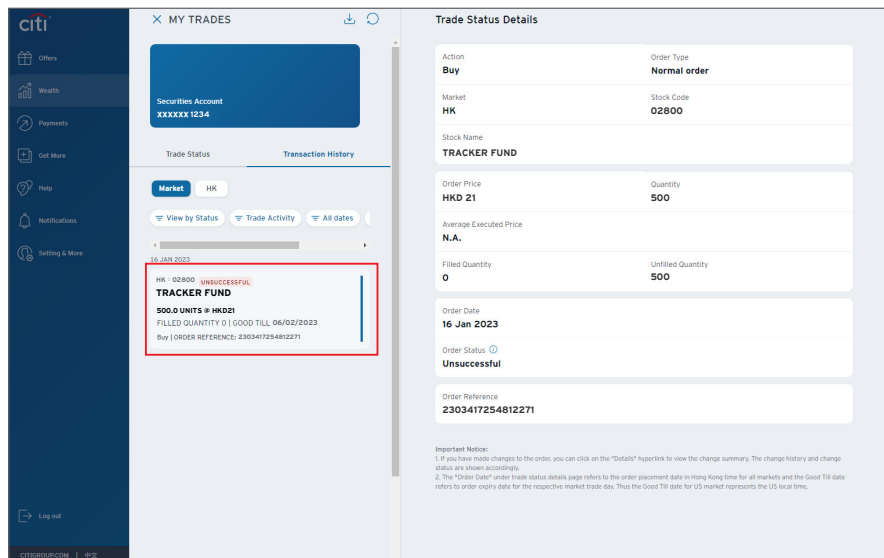 citi
Offers
Wealth
Payments
Get More
Help
Notifications
Setting & More
Log out
CITIGROUP.COM | 中文
MY TRADES
Securities Account
XXXXXX 1234
Trade Status Transaction History
Market HK
View by Status Trade Activity All dates
16 JAN 2023
HK : 02800 UNSUCCESSFUL
TRACKER FUND
500.0 UNITS @ HKD21
FILLED QUANTITY 0 | GOOD TILL 06/02/2023
Buy | ORDER REFERENCE: 2303417254812271
Trade Status Details
Action Order Type
Buy Normal order
Market Stock Code
HK 02800
Stock Name
TRACKER FUND
Order Price Quantity
HKD 21 500
Average Executed Price
N.A.
Filled Quantity Unfilled Quantity
0 500
Order Date
16 Jan 2023
Order Status
Unsuccessful
Order Reference
2303417254812271
Important Notice:
1. If you have made changes to the order, you can click on the "Details" hyperlink to view the change summary. The change history and change
status are shown accordingly.
2. The "Order Date" under trade status details page refers to the order placement date in Hong Kong time for all markets and the Good Till date
refers to order expiry date for the respective market trade day. Thus the Good Till date for US market represents the US local time.